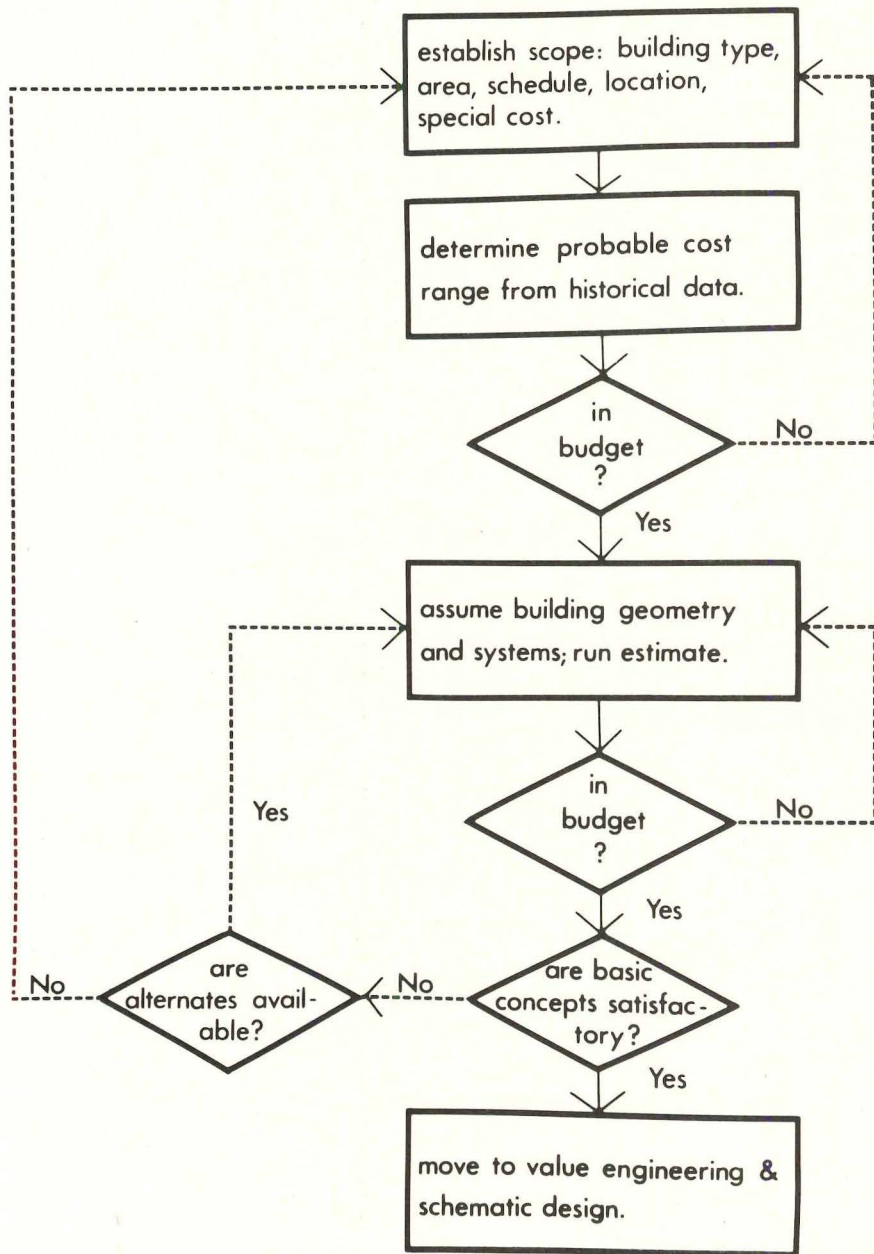 establish scope: building type,
area, schedule, location,
special cost.
determine probable cost
range from historical data.
in
budget
?
No
Yes
assume building geometry
and systems; run estimate.
Yes
in
budget
?
No
Yes
No
are
alternates avail-
able?
No
are basic
concepts satisfac-
tory?
Yes
move to value engineering &
schematic design.